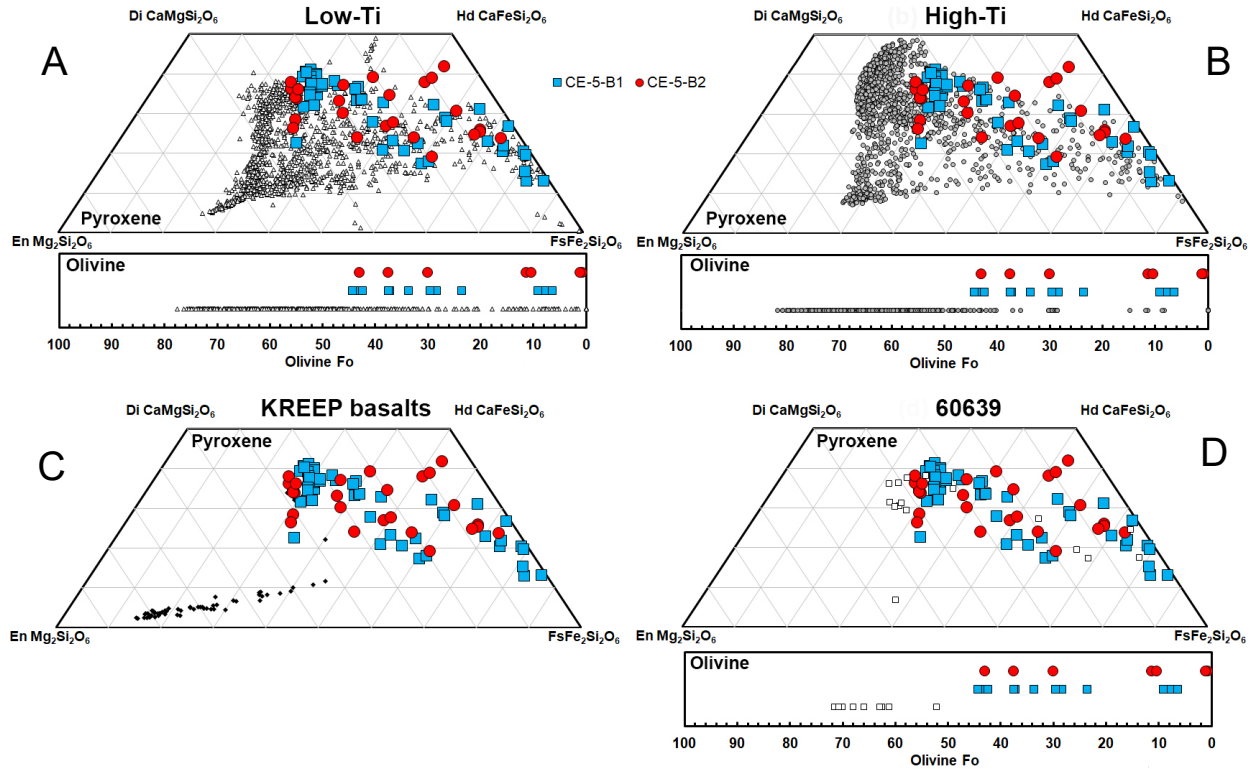 A
Low-Ti
Di CaMgSi₂O₆
Hd CaFeSi₂O₆
Pyroxene
En Mg₂Si₂O₆
FsFe₂Si₂O₆
Olivine
100 90 80 70 60 50 40 30 20 10 0
Olivine Fo
CE-5-B1
CE-5-B2
B
(b) High-Ti
Di CaMgSi₂O₆
Hd CaFeSi₂O₆
Pyroxene
En Mg₂Si₂O₆
FsFe₂Si₂O₆
Olivine
100 90 80 70 60 50 40 30 20 10 0
Olivine Fo
C
KREEP basalts
Di CaMgSi₂O₆
Hd CaFeSi₂O₆
Pyroxene
En Mg₂Si₂O₆
FsFe₂Si₂O₆
D
(d) 60639
Di CaMgSi₂O₆
Hd CaFeSi₂O₆
Pyroxene
En Mg₂Si₂O₆
FsFe₂Si₂O₆
Olivine
100 90 80 70 60 50 40 30 20 10 0
Olivine Fo